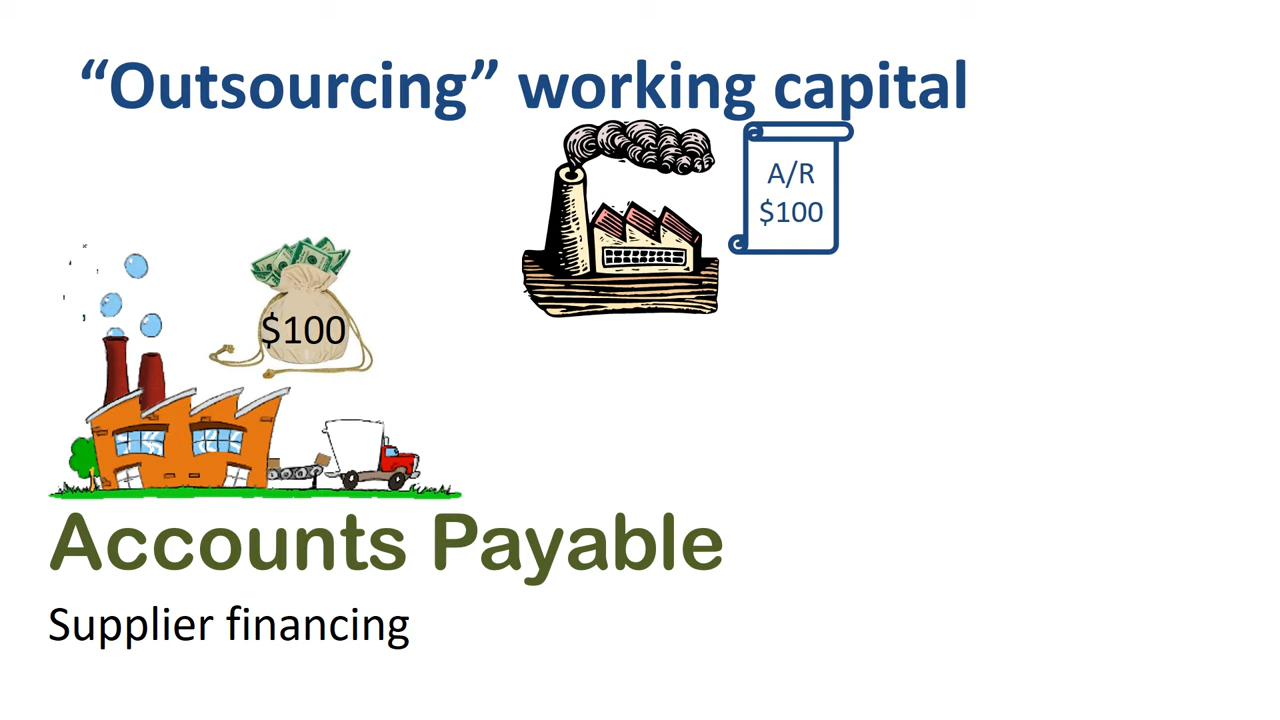 “Outsourcing” working capital
A/R
$100
$100
Accounts Payable
Supplier financing